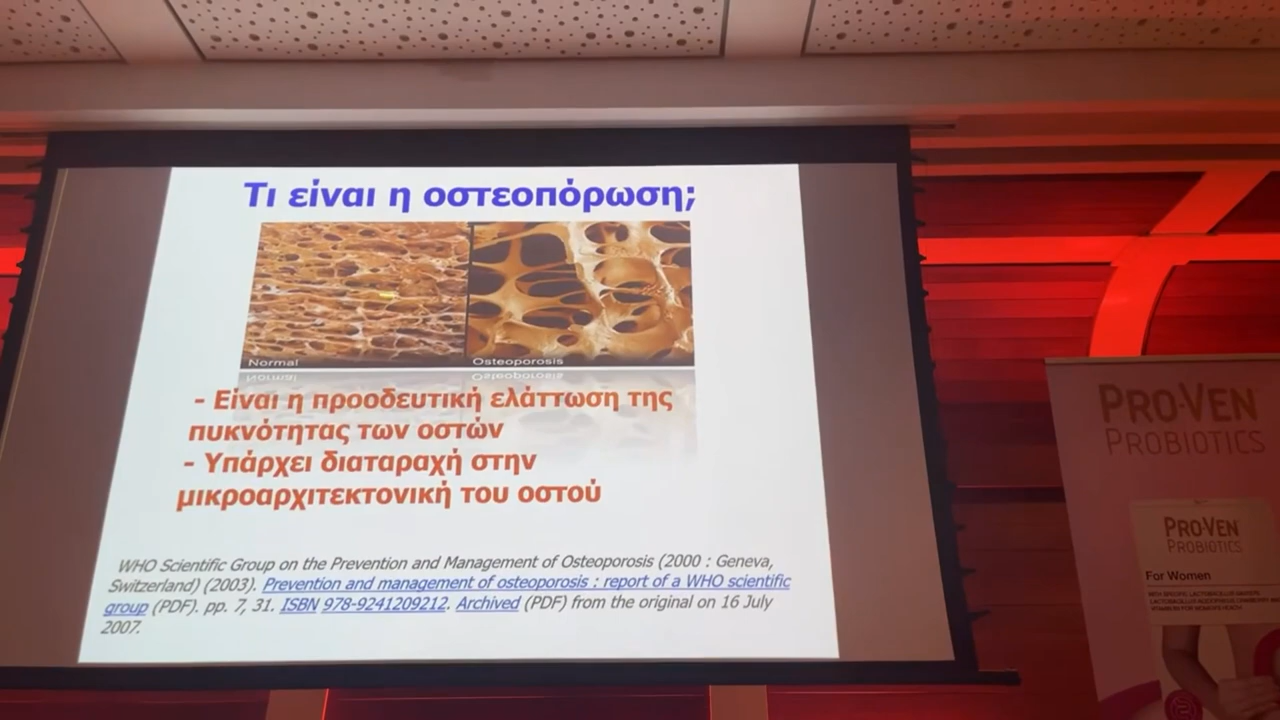 Τι είναι η οστεοπόρωση;
Normal
Osteoporosis
- Είναι η προοδευτική ελάττωση της
πυκνότητας των οστών
- Υπάρχει διαταραχή στην
μικροαρχιτεκτονική του οστού
WHO Scientific Group on the Prevention and Management of Osteoporosis (2000 : Geneva,
Switzerland) (2003). Prevention and management of osteoporosis : report of a WHO scientific
group (PDF). pp. 7, 31. ISBN 978-9241209212. Archived (PDF) from the original on 16 July
2007.
PRO-VEN
PROBIOTICS
PRO-VEN
PROBIOTICS
For Women